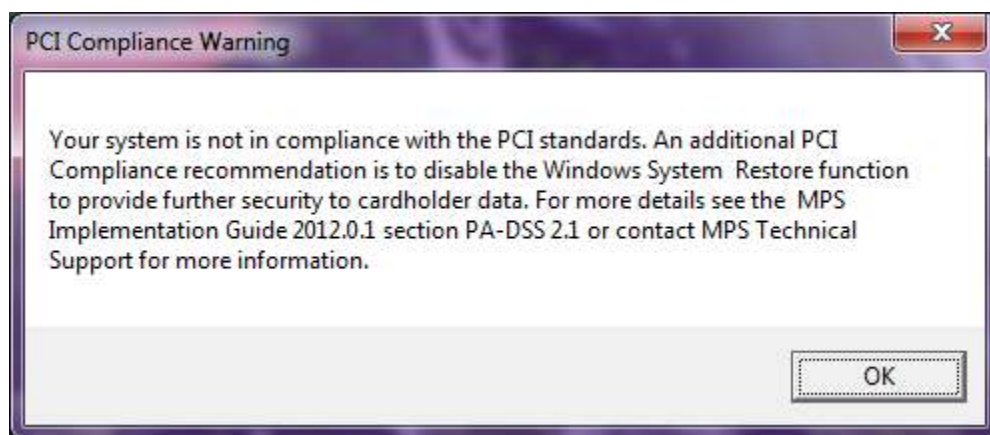 PCI Compliance Warning
Your system is not in compliance with the PCI standards. An additional PCI
Compliance recommendation is to disable the Windows System  Restore function
to provide further security to cardholder data. For more details see the  MPS
Implementation Guide 2012.0.1 section PA-DSS 2.1 or contact MPS Technical
Support for more information.
OK